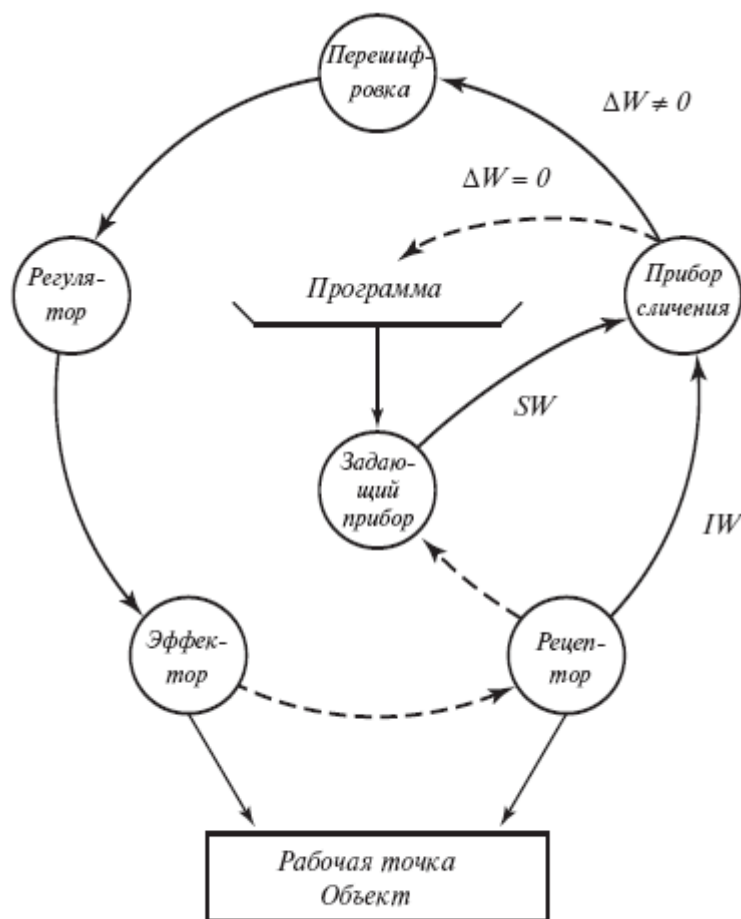 Перешиф-
ровка
ΔW ≠ 0
ΔW = 0
Регуля-
тор
Программа
Прибор
сличения
SW
Задаю-
щий
прибор
IW
Эффек-
тор
Рецеп-
тор
Рабочая точка
Объект